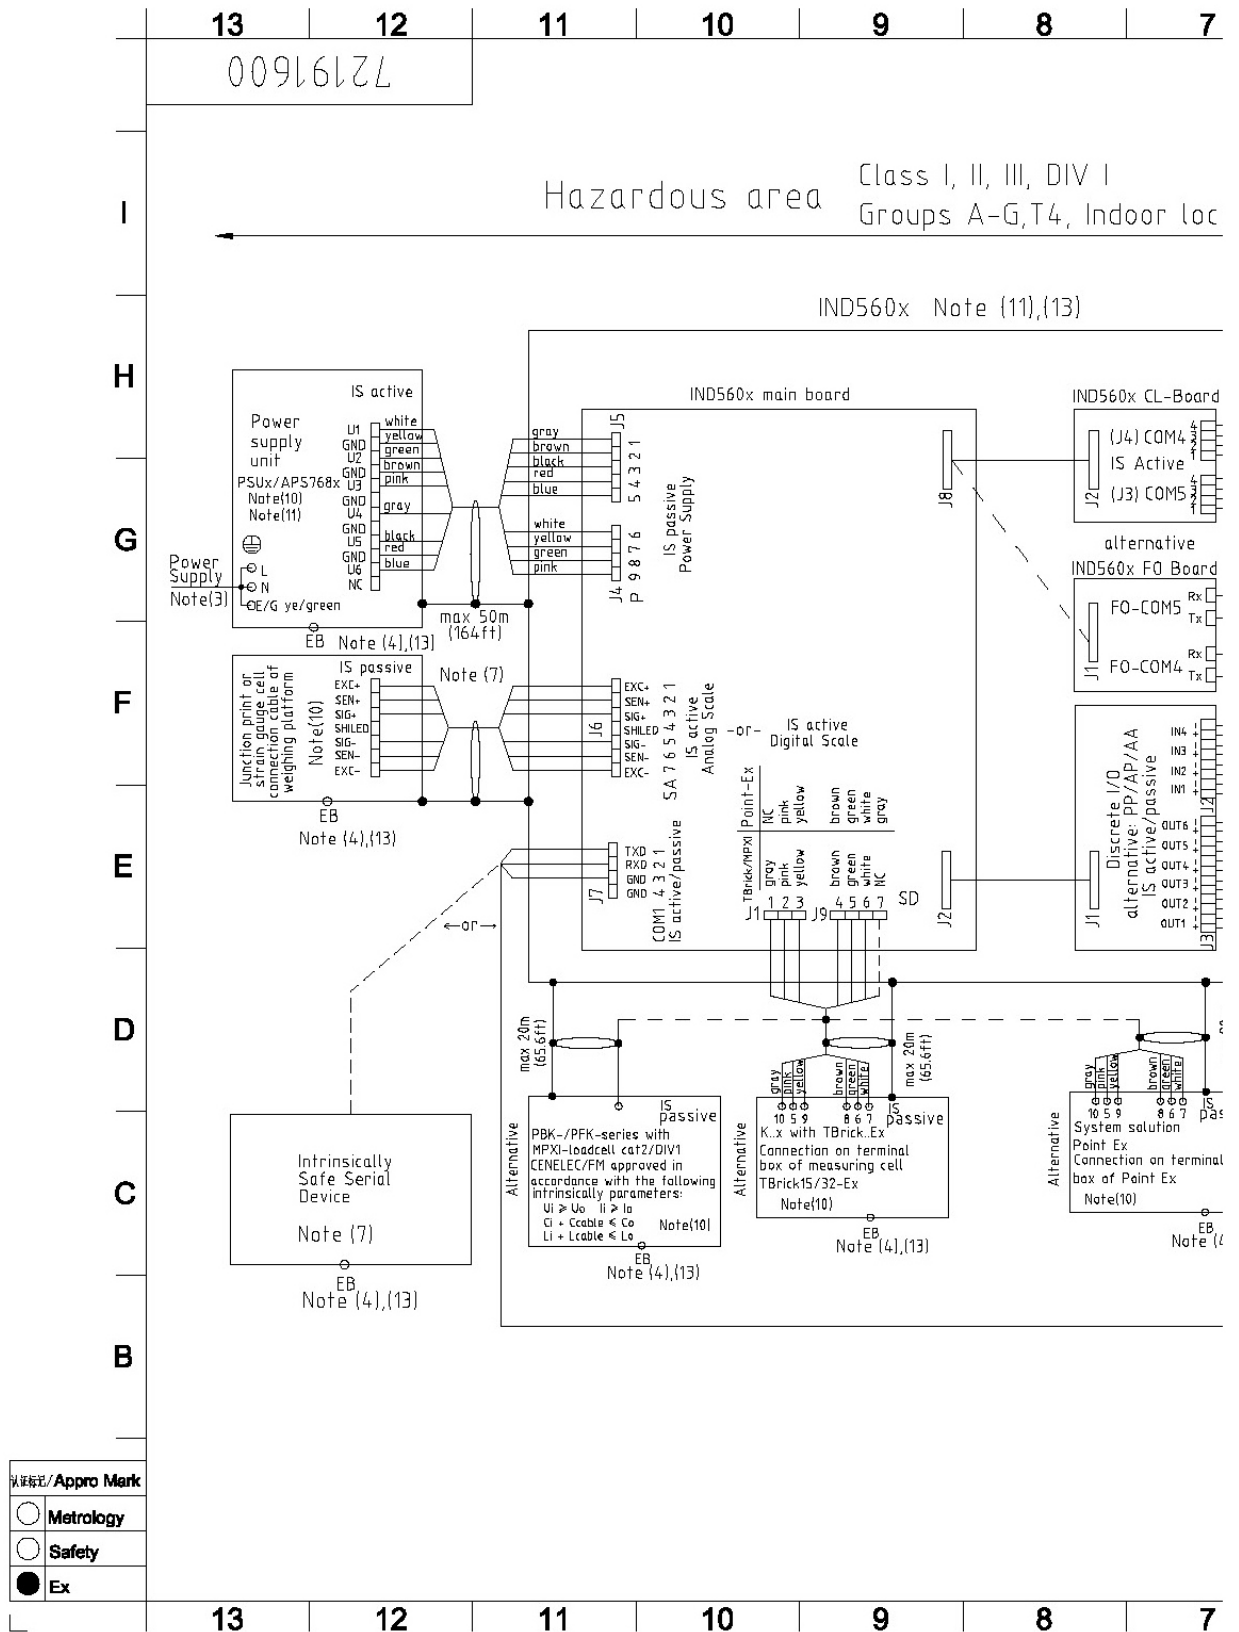 13 12 11 10 9 8 7
72191600
I
Hazardous area
Class I, II, III, DIV I
Groups A-G,T4, Indoor loc
IND560x Note (11),(13)
H
IS active
Power
supply
unit
PSUx/APS768x
Note(10)
Note(11)
U1 white
GND yellow
U2 green
GND brown
U3 pink
GND
U4 gray
GND
U5 black
GND red
U6 blue
NC
L
N
E/G ye/green
Power
Supply
Note(3)
EB Note (4),(13)
max 50m
(164ft)
IND560x main board
J5
gray
brown
black
red
blue
5 4 3 2 1
white
yellow
green
pink
J4
P 9 8 7 6
IS passive
Power Supply
J8
IND560x CL-Board
(J4) COM4
4
3
2
1
IS Active
(J3) COM5
4
3
2
1
J2
G
alternative
IND560x FO Board
FO-COM5
Rx
Tx
FO-COM4
Rx
Tx
J1
F
Junction print or
strain gauge cell
connection cable of
weighing platform
Note(10)
IS passive
EXC+
SEN+
SIG+
SHILED
SIG-
SEN-
EXC-
EB
Note (4),(13)
Note (7)
J6
EXC+
SEN+
SIG+
SHILED
SIG-
SEN-
EXC-
SA 7 6 5 4 3 2 1
IS active
Analog Scale
-or-
IS active
Digital Scale
Point-Ex
NC
pink
yellow
brown
green
white
gray
TBrick/MPXI
gray
pink
yellow
brown
green
white
NC
J1 1 2 3 J9 4 5 6 7 SD
Discrete I/O
alternative: PP/AP/AA
IS active/passive
IN4
IN3
IN2
IN1
J2
OUT6
OUT5
OUT4
OUT3
OUT2
OUT1
J3
J1
J2
E
TXD
RXD
GND
GND
J7
COM1 4 3 2 1
IS active/passive
←or→
D
max 20m
(65.6ft)
max 20m
(65.6ft)
gray
pink
yellow
brown
green
white
gray
pink
yellow
brown
green
white
C
Intrinsically
Safe Serial
Device
Note (7)
EB
Note (4),(13)
Alternative
IS
passive
PBK-/PFK-series with
MPXI-loadcell cat2/DIV1
CENELEC/FM approved in
accordance with the following
intrinsically parameters:
Ui ≥ Uo Ii ≥ Io
Ci + Ccable ≤ Co
Li + Lcable ≤ Lo
Note(10)
EB
Note (4),(13)
Alternative
10 5 9 8 6 7
IS
passive
K..x with TBrick..Ex
Connection on terminal
box of measuring cell
TBrick15/32-Ex
Note(10)
EB
Note (4),(13)
Alternative
10 5 9 8 6 7
IS
pas
System solution
Point Ex
Connection on terminal
box of Point Ex
Note(10)
EB
Note (4
B
认证标记/Appro Mark
Metrology
Safety
Ex
13 12 11 10 9 8 7